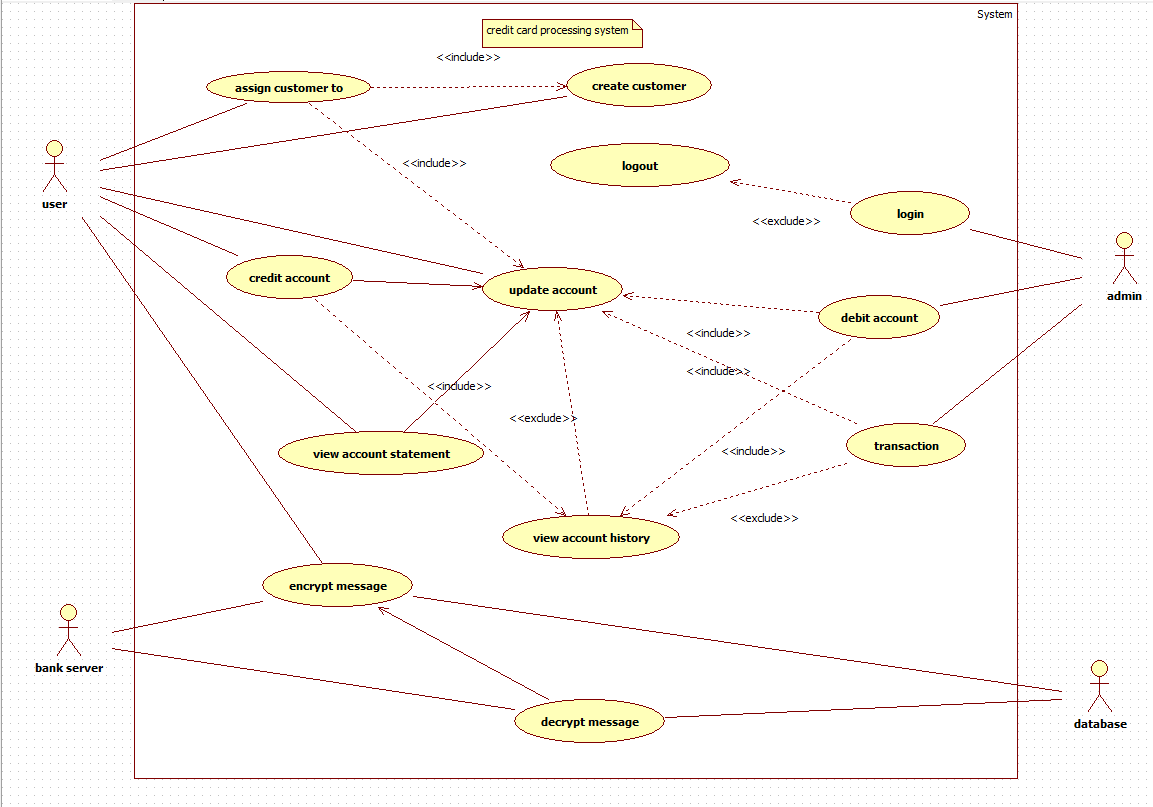 System
credit card processing system
<<include>>
assign customer to
create customer
<<include>>
logout
user
login
<<exclude>>
credit account
update account
admin
debit account
<<include>>
<<include>>
<<include>>
<<exclude>>
view account statement
transaction
<<include>>
<<exclude>>
view account history
encrypt message
bank server
decrypt message
database